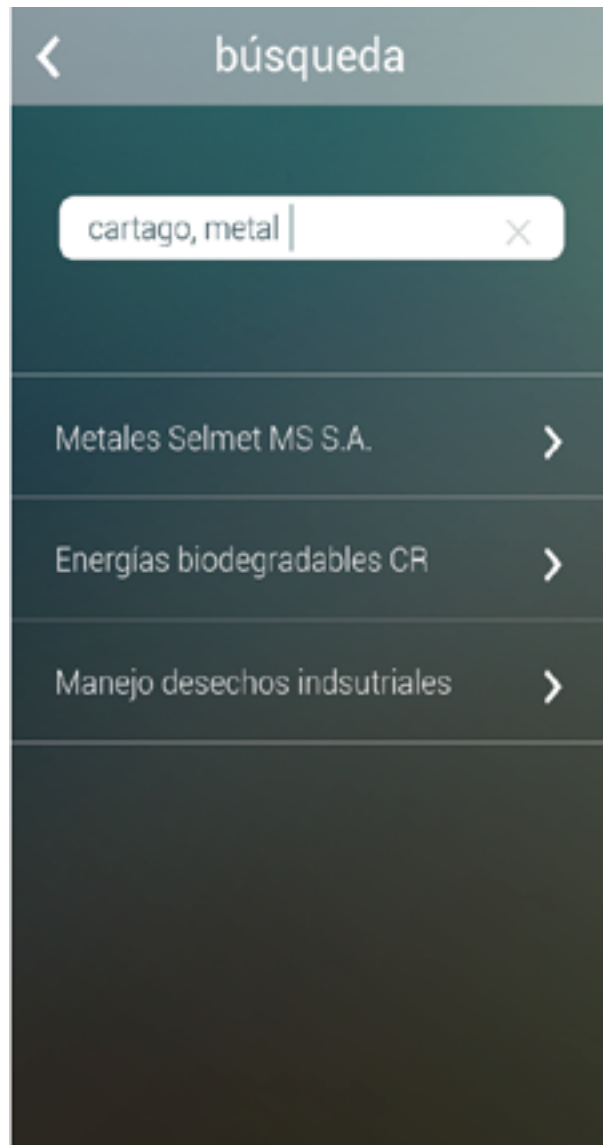 búsqueda
cartago, metal
Metales Selmet MS S.A.
Energías biodegradables CR
Manejo desechos indsutriales